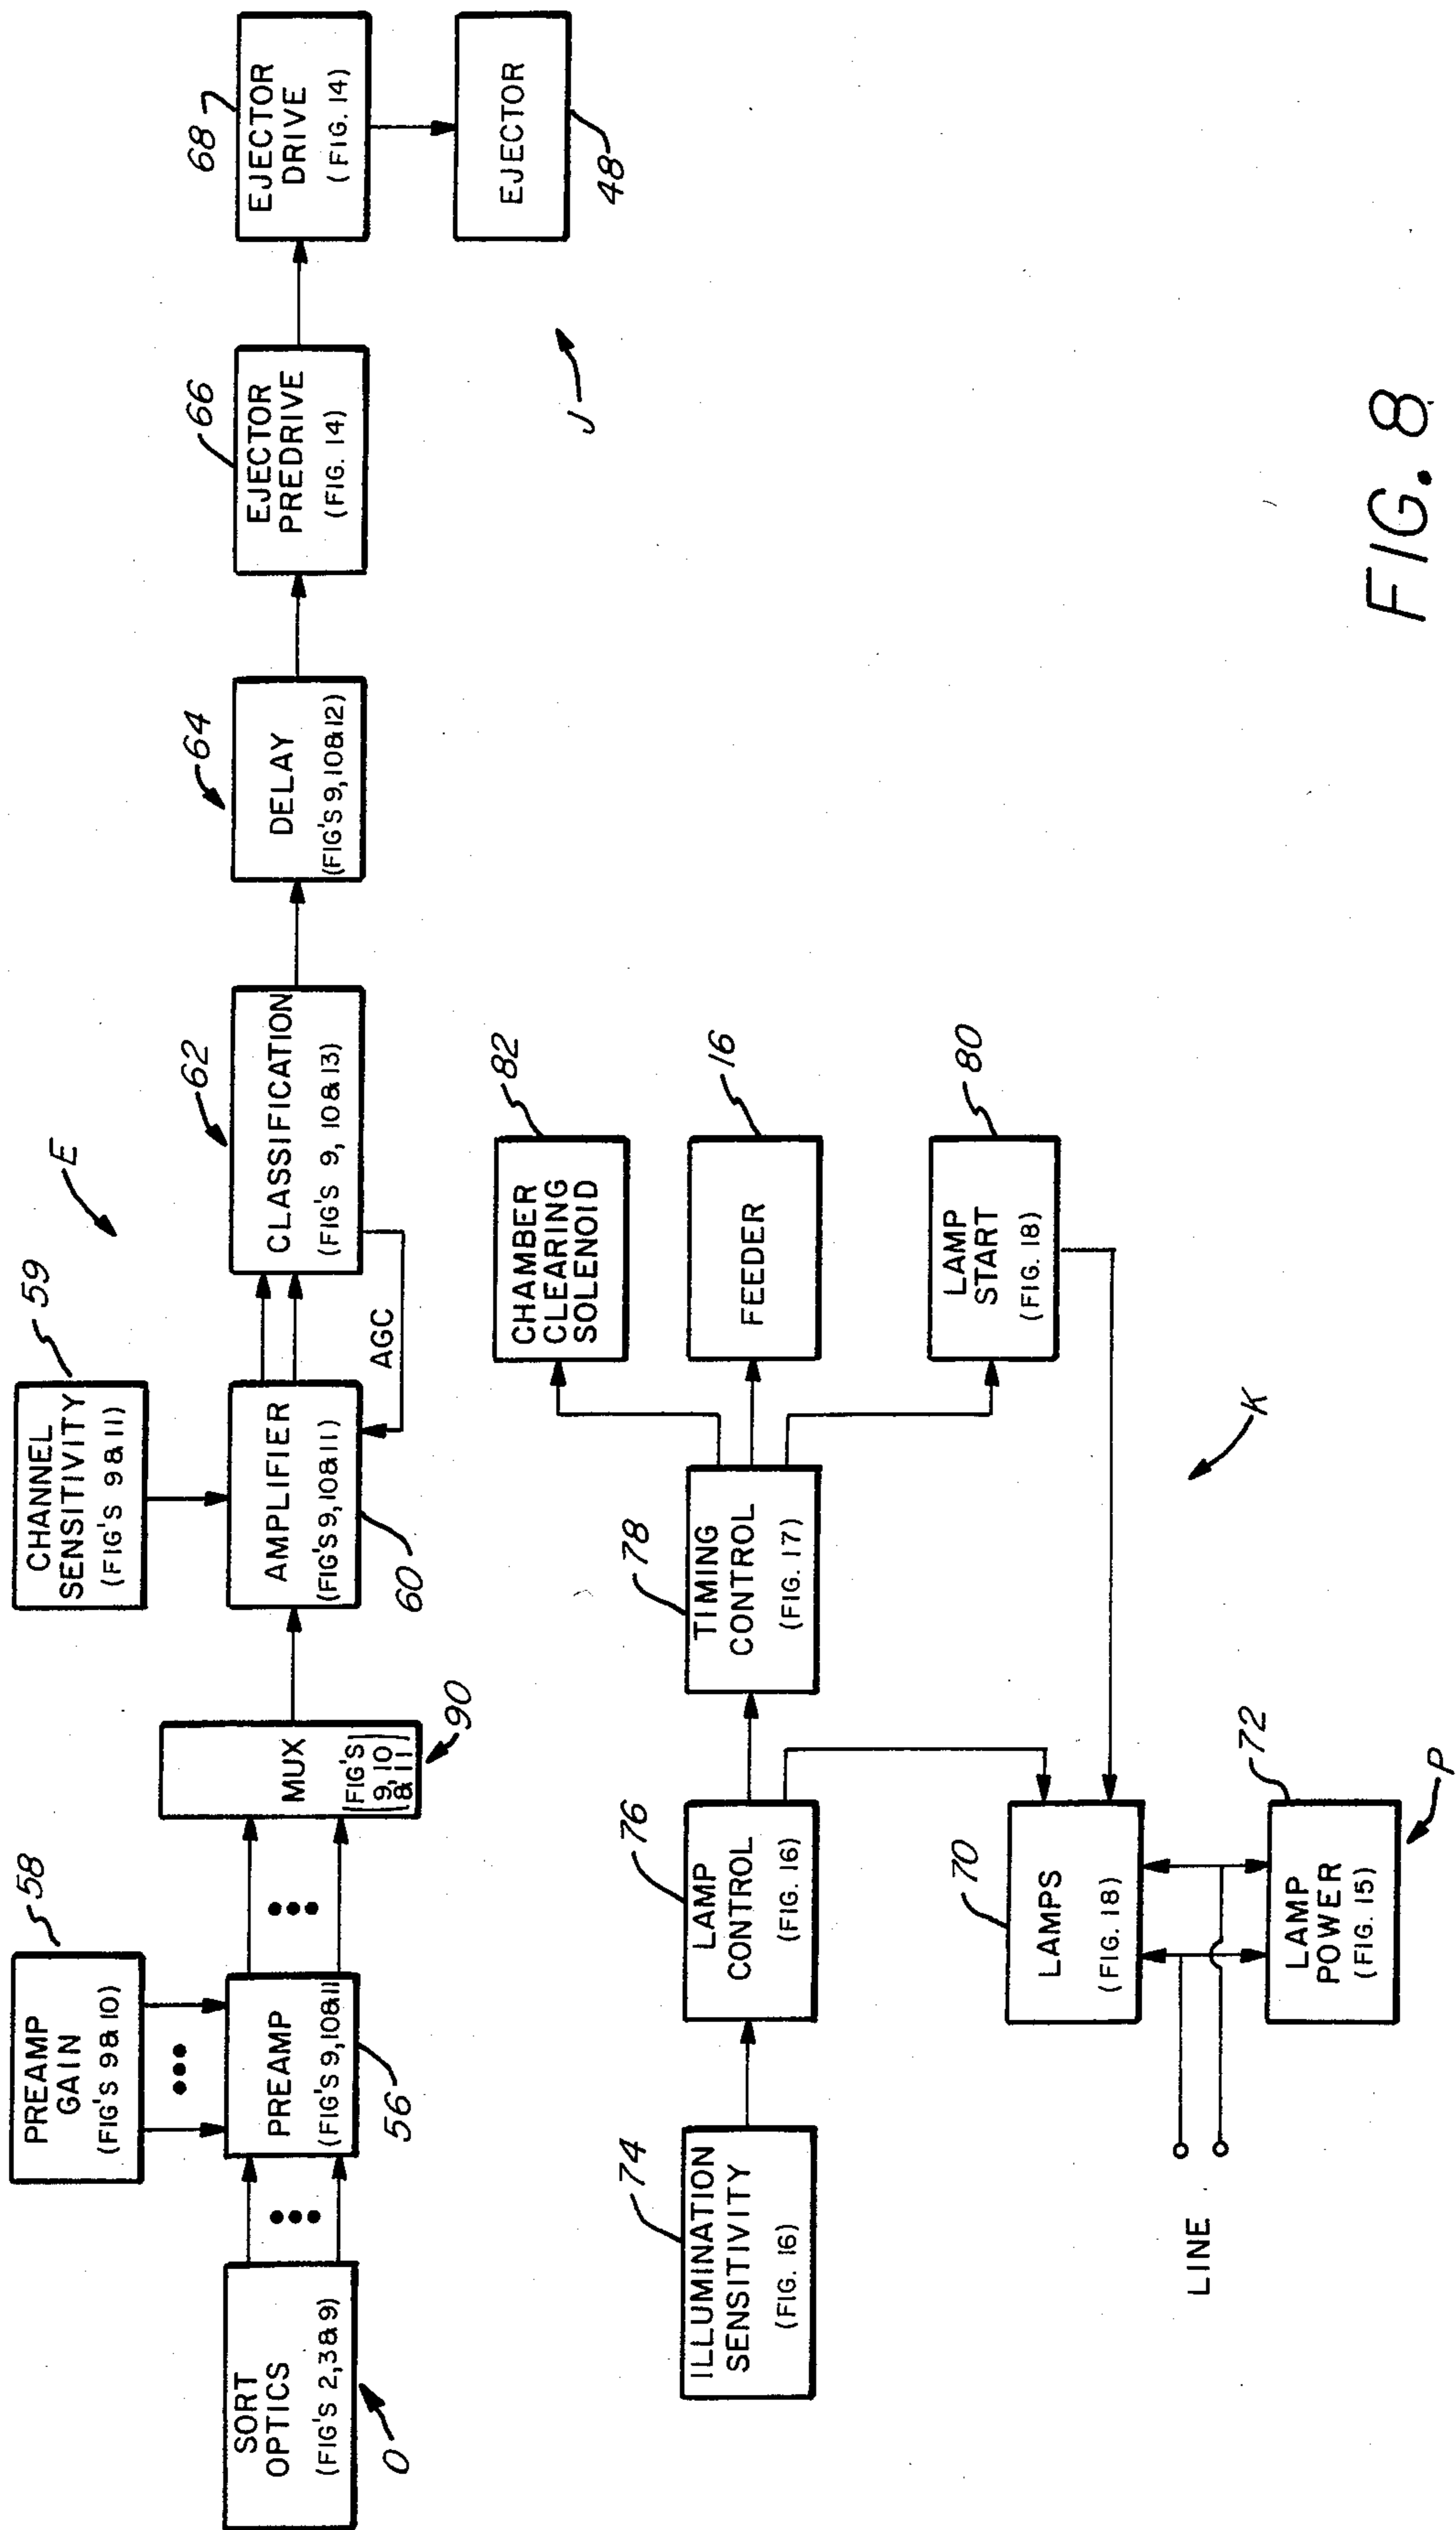 PREAMP
GAIN
(FIG'S 9 & 10)
58
CHANNEL
SENSITIVITY
(FIG'S 9 & 11)
59
E
SORT
OPTICS
(FIG'S 2, 3 & 9)
O
PREAMP
(FIG'S 9, 10 & 11
56
MUX
(FIG'S
9, 10
& 11)
90
AMPLIFIER
(FIG'S 9, 10 & 11)
60
AGC
CLASSIFICATION
(FIG'S 9, 10 & 13)
62
DELAY
(FIG'S 9, 10 & 12)
64
EJECTOR
PREDRIVE
(FIG. 14)
66
EJECTOR
DRIVE
(FIG. 14)
68
EJECTOR
48
J
CHAMBER
CLEARING
SOLENOID
82
ILLUMINATION
SENSITIVITY
(FIG. 16)
74
LAMP
CONTROL
(FIG. 16)
76
TIMING
CONTROL
(FIG. 17)
78
FEEDER
16
LAMP
START
(FIG. 18)
80
LAMPS
(FIG. 18)
70
K
LINE
LAMP
POWER
(FIG. 15)
72
P
FIG. 8